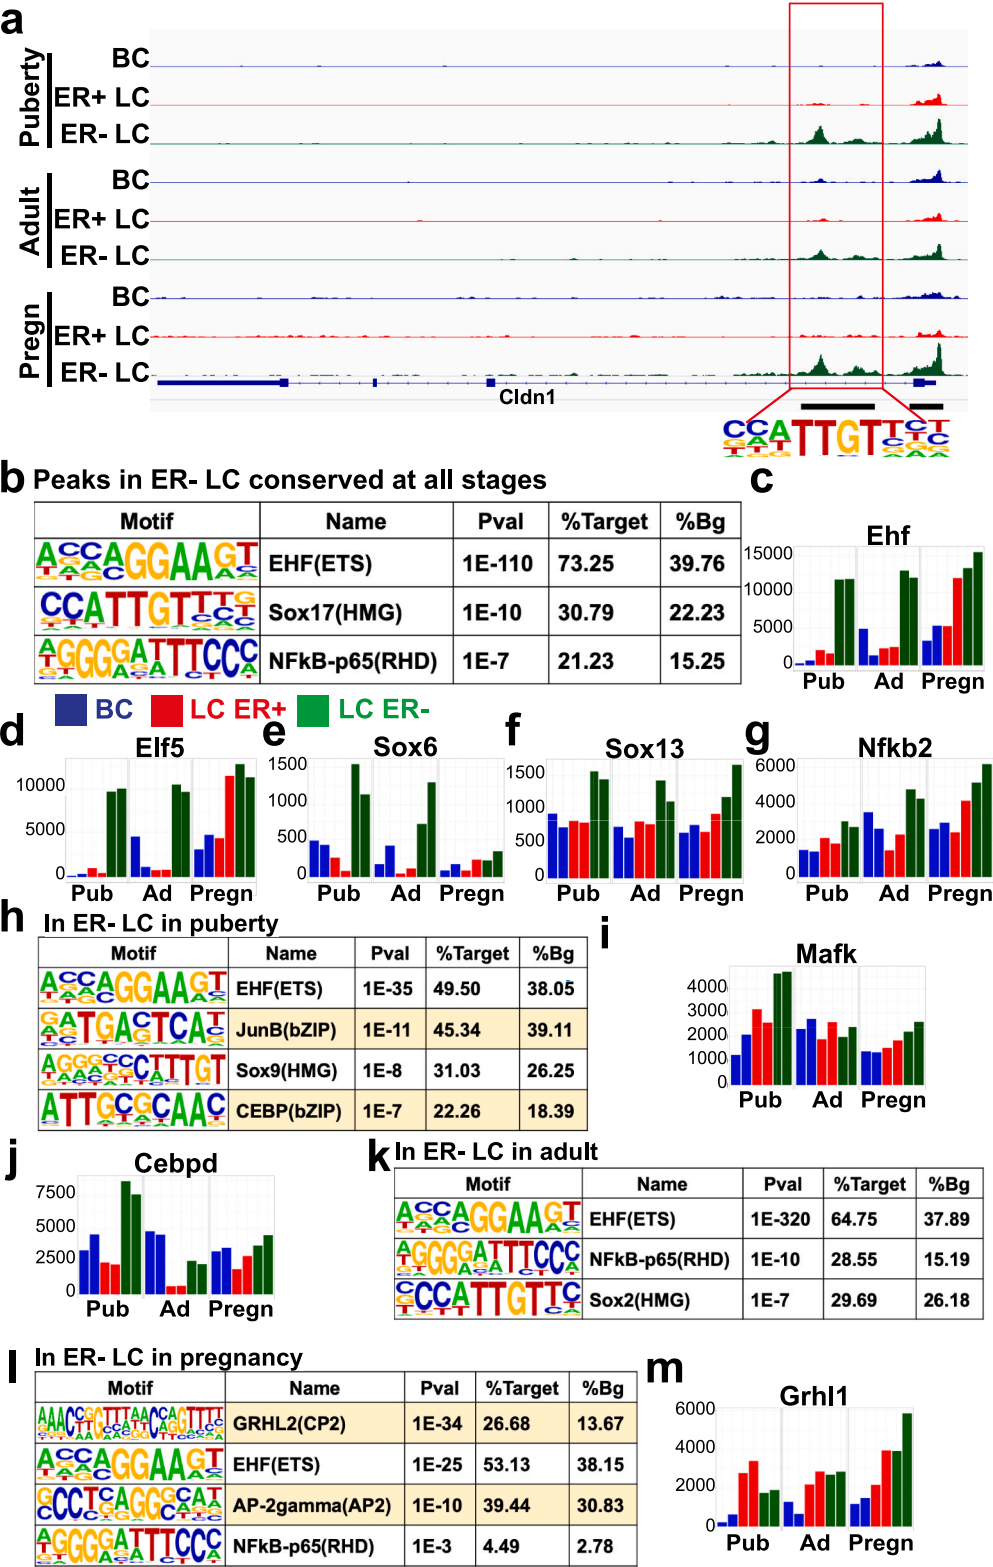 a
Puberty
BC
ER+ LC
ER- LC
Adult
BC
ER+ LC
ER- LC
Pregn
BC
ER+ LC
ER- LC
Cldn1
b Peaks in ER- LC conserved at all stages
Motif Name Pval %Target %Bg
EHF(ETS) 1E-110 73.25 39.76
Sox17(HMG) 1E-10 30.79 22.23
NFkB-p65(RHD) 1E-7 21.23 15.25
BC LC ER+ LC ER-
c
Ehf
15000
10000
5000
0
Pub Ad Pregn
d
Elf5
10000
5000
0
Pub Ad Pregn
e
Sox6
1500
1000
500
0
Pub Ad Pregn
f
Sox13
1500
1000
500
0
Pub Ad Pregn
g
Nfkb2
6000
4000
2000
0
Pub Ad Pregn
h In ER- LC in puberty
Motif Name Pval %Target %Bg
EHF(ETS) 1E-35 49.50 38.05
JunB(bZIP) 1E-11 45.34 39.11
Sox9(HMG) 1E-8 31.03 26.25
CEBP(bZIP) 1E-7 22.26 18.39
i
Mafk
4000
3000
2000
1000
0
Pub Ad Pregn
j
Cebpd
7500
5000
2500
0
Pub Ad Pregn
k In ER- LC in adult
Motif Name Pval %Target %Bg
EHF(ETS) 1E-320 64.75 37.89
NFkB-p65(RHD) 1E-10 28.55 15.19
Sox2(HMG) 1E-7 29.69 26.18
l In ER- LC in pregnancy
Motif Name Pval %Target %Bg
GRHL2(CP2) 1E-34 26.68 13.67
EHF(ETS) 1E-25 53.13 38.15
AP-2gamma(AP2) 1E-10 39.44 30.83
NFkB-p65(RHD) 1E-3 4.49 2.78
m
Grhl1
6000
4000
2000
0
Pub Ad Pregn